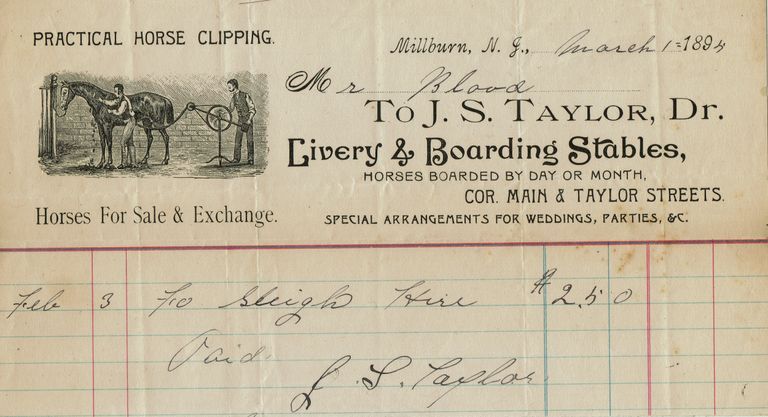 PRACTICAL HORSE CLIPPING.
Millburn, N. J., March 1= 1894
Mr Blood
To J. S. TAYLOR, Dr.
Livery & Boarding Stables,
HORSES BOARDED BY DAY OR MONTH,
COR. MAIN & TAYLOR STREETS.
Horses For Sale & Exchange.
SPECIAL ARRANGEMENTS FOR WEDDINGS, PARTIES, &C.
Feb 3 To Sleigh Hire $2.50
Paid
J. S. Taylor